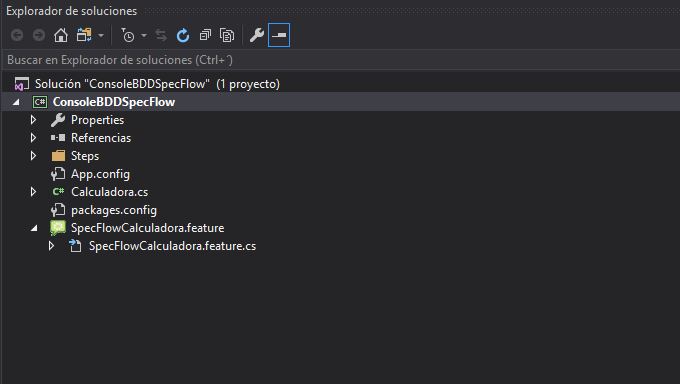 Explorador de soluciones
Buscar en Explorador de soluciones (Ctrl+´)
Solución "ConsoleBDDSpecFlow" (1 proyecto)
C# ConsoleBDDSpecFlow
Properties
Referencias
Steps
App.config
C# Calculadora.cs
packages.config
SpecFlowCalculadora.feature
SpecFlowCalculadora.feature.cs